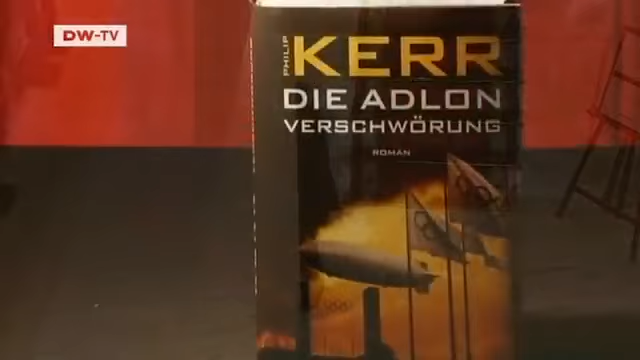 DW-TV
PHILIP
KERR
DIE ADLON
VERSCHWÖRUNG
ROMAN